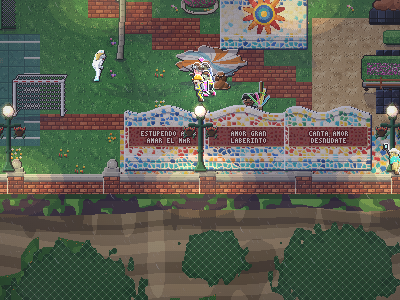 ESTUPENDO A
AMAR EL MAR
AMOR GRAN
LABERINTO
CANTA AMOR
DESNUDATE